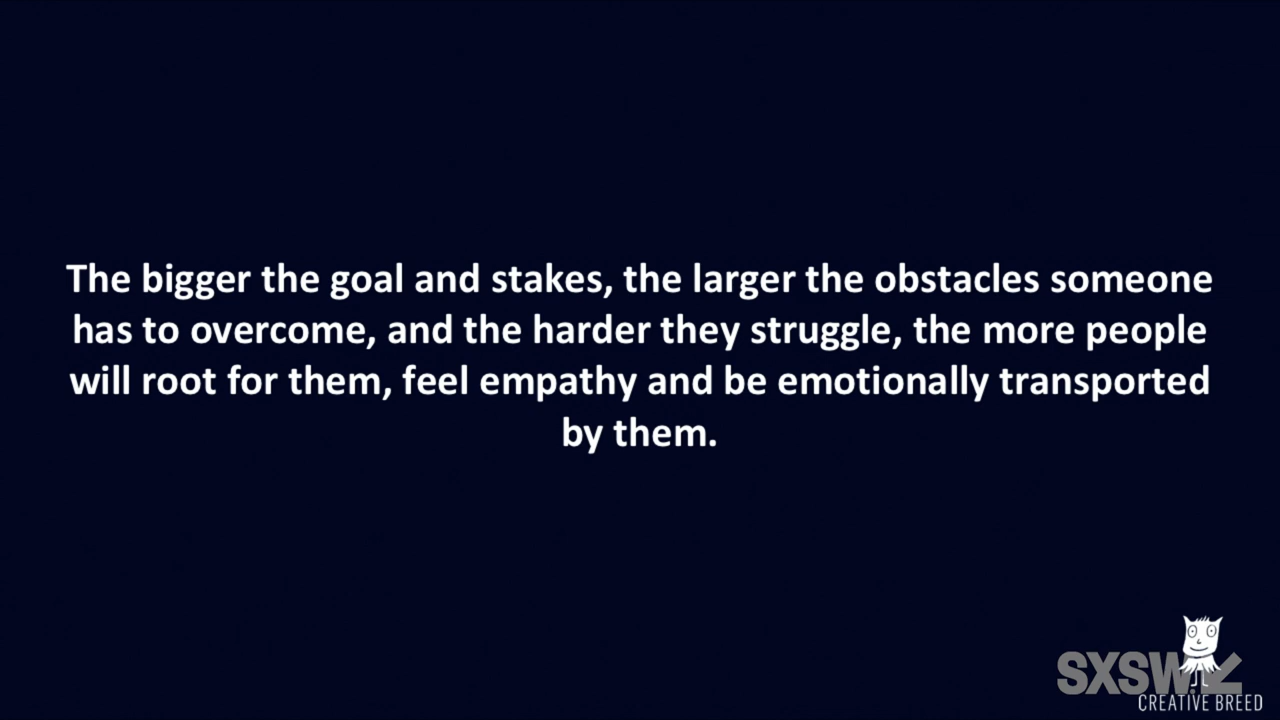 The bigger the goal and stakes, the larger the obstacles someone
has to overcome, and the harder they struggle, the more people
will root for them, feel empathy and be emotionally transported
by them.
SXSW
CREATIVE BREED